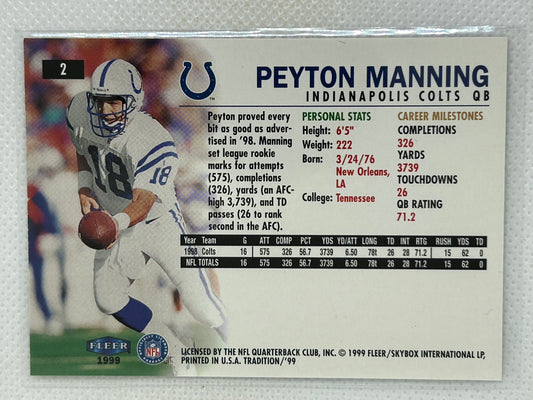 2
PEYTON MANNING
INDIANAPOLIS COLTS QB
Peyton proved every
bit as good as adver-
tised in '98. Manning
set league rookie
marks for attempts
(575), completions
(326), yards (an AFC-
high 3,739), and TD
passes (26 to rank
second in the AFC).
PERSONAL STATS
Height: 6'5"
Weight: 222
Born: 3/24/76
New Orleans,
LA
College: Tennessee
CAREER MILESTONES
COMPLETIONS
326
YARDS
3739
TOUCHDOWNS
26
QB RATING
71.2
Year Team G ATT COMP PCT YDS YD/ATT LONG TD INT RTG RUSH YDS TD
1998 Colts 16 575 326 56.7 3739 6.50 78t 26 28 71.2 15 62 0
NFL TOTALS 16 575 326 56.7 3739 6.50 78t 26 28 71.2 15 62 0
18
18
FLEER
1999
NFL
LICENSED BY THE NFL QUARTERBACK CLUB, INC. © 1999 FLEER/SKYBOX INTERNATIONAL LP,
PRINTED IN U.S.A. TRADITION/'99